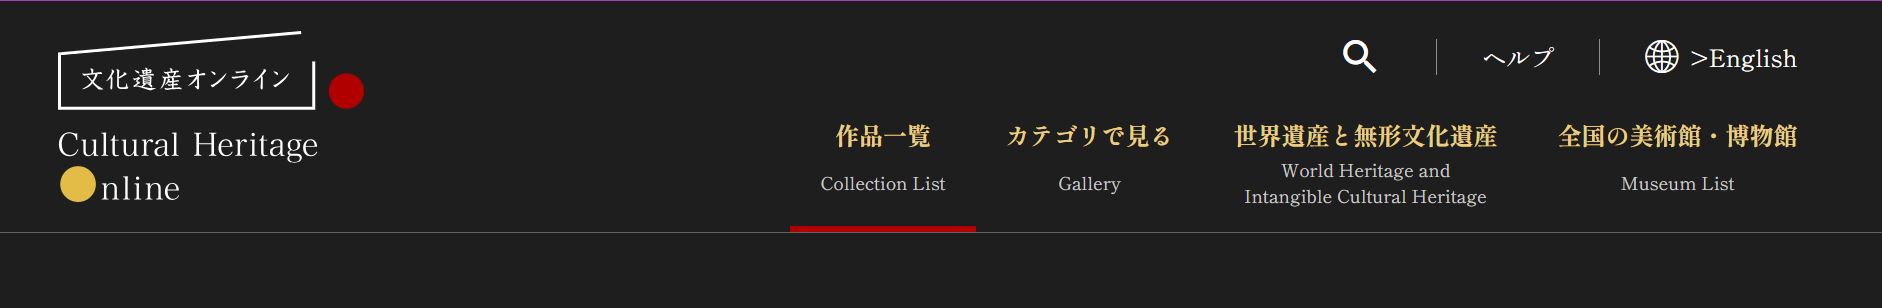 文化遺産オンライン
Cultural Heritage
nline
ヘルプ
>English
作品一覧
Collection List
カテゴリで見る
Gallery
世界遺産と無形文化遺産
World Heritage and
Intangible Cultural Heritage
全国の美術館・博物館
Museum List